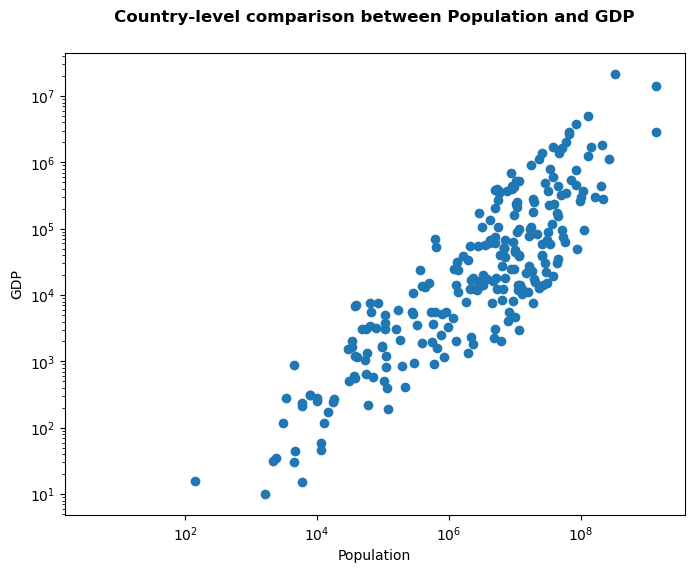 Country-level comparison between Population and GDP
10⁷
10⁶
10⁵
10⁴
10³
10²
10¹
GDP
10² 10⁴ 10⁶ 10⁸
Population